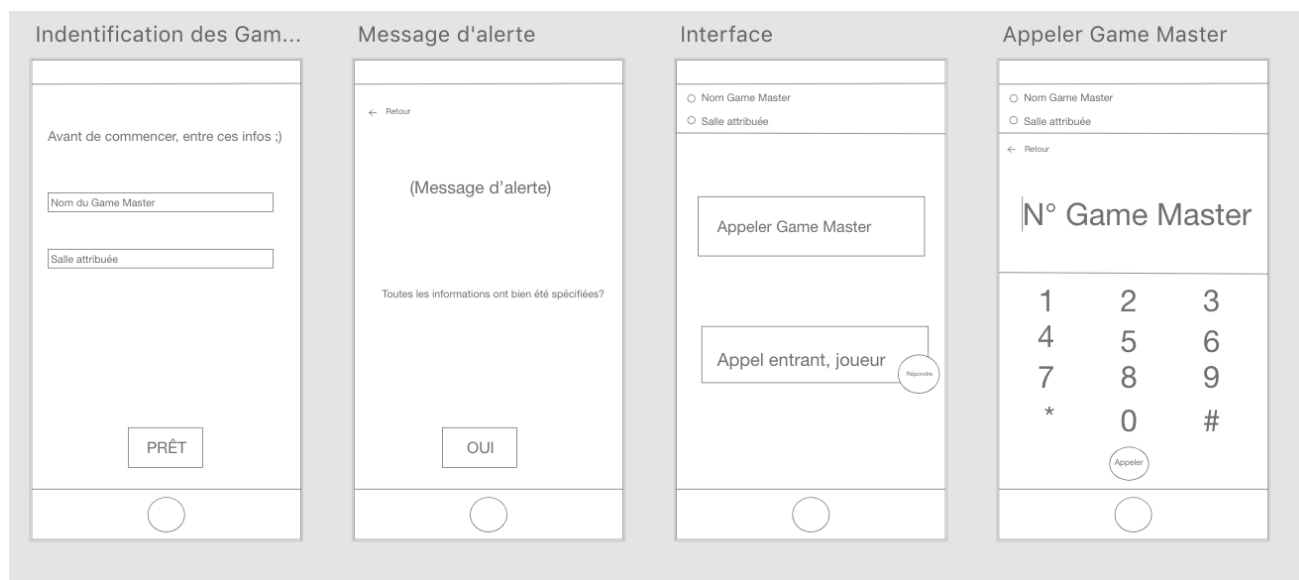 Indentification des Gam...
Avant de commencer, entre ces infos ;)
Nom du Game Master
Salle attribuée
PRÊT
Message d'alerte
← Retour
(Message d'alerte)
Toutes les informations ont bien été spécifiées?
OUI
Interface
Nom Game Master
Salle attribuée
Appeler Game Master
Appel entrant, joueur
Répondre
Appeler Game Master
Nom Game Master
Salle attribuée
← Retour
N° Game Master
1 2 3
4 5 6
7 8 9
* 0 #
Appeler